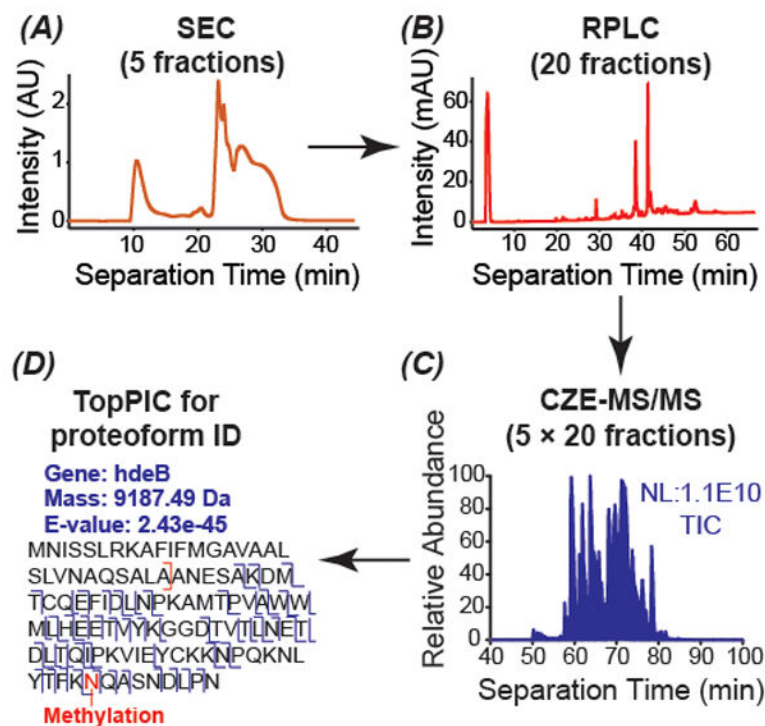 (A)
SEC
(5 fractions)
Intensity (AU)
2
1
0
10 20 30 40
Separation Time (min)
(B)
RPLC
(20 fractions)
Intensity (mAU)
60
40
20
0
10 20 30 40 50 60
Separation Time (min)
(C)
CZE-MS/MS
(5 × 20 fractions)
Relative Abundance
100
80
60
40
20
0
NL:1.1E10
TIC
40 50 60 70 80 90 100
Separation Time (min)
(D)
TopPIC for
proteoform ID
Gene: hdeB
Mass: 9187.49 Da
E-value: 2.43e-45
MNISSLRKAFIFMGAVAAL
SLVNAQSALAANESAKDM
TCQEFIDLNPKAMTPVAWW
MLHEETVYKGGDTVTLNET
DLTQIPKVIEYCKKNPQKNL
YTFKNQASNDLPN
Methylation